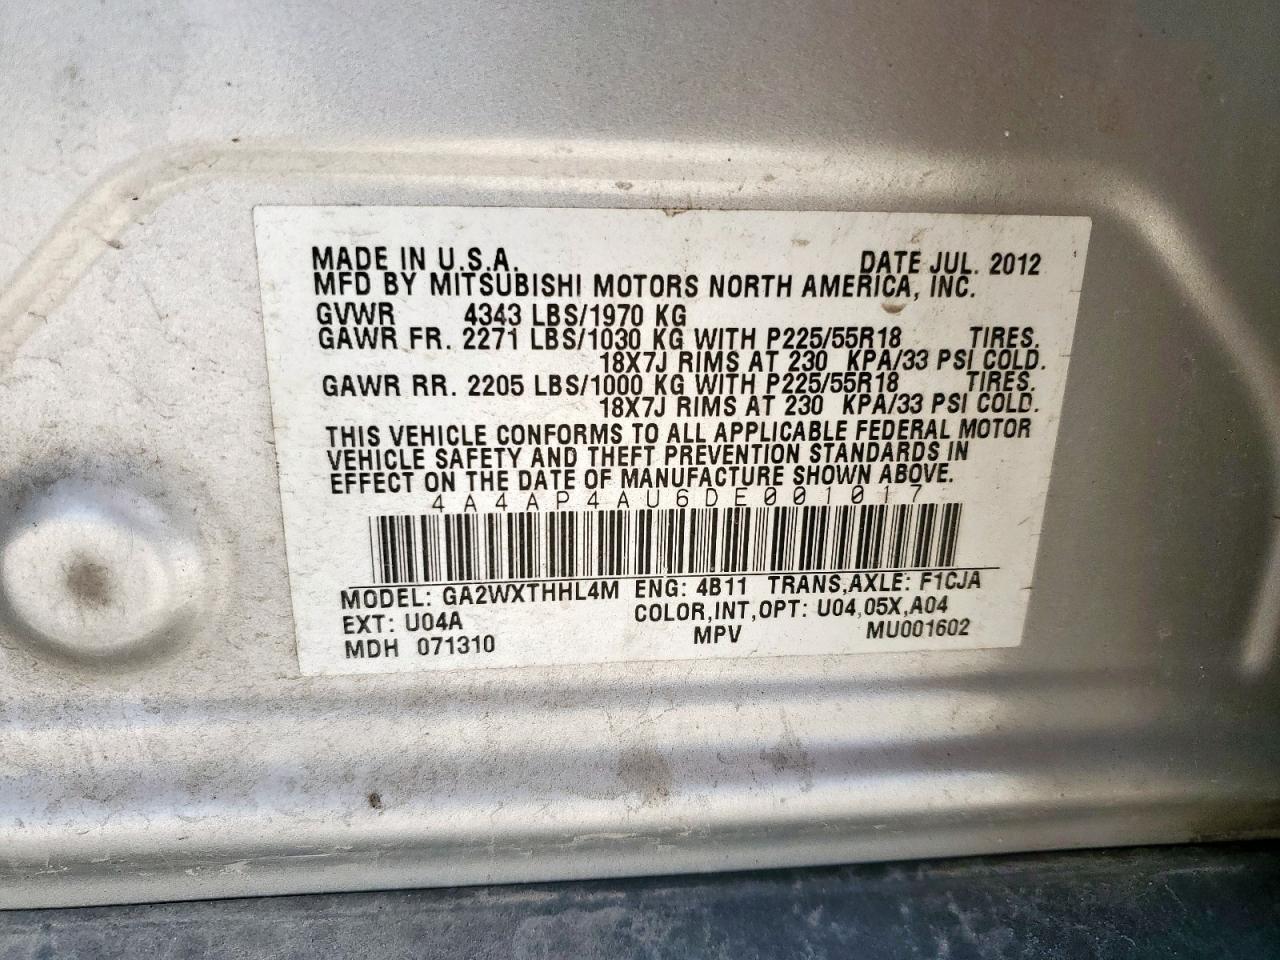 MADE IN U.S.A. DATE JUL. 2012
MFD BY MITSUBISHI MOTORS NORTH AMERICA, INC.
GVWR 4343 LBS/1970 KG
GAWR FR. 2271 LBS/1030 KG WITH P225/55R18 TIRES.
18X7J RIMS AT 230 KPA/33 PSI COLD.
GAWR RR. 2205 LBS/1000 KG WITH P225/55R18 TIRES.
18X7J RIMS AT 230 KPA/33 PSI COLD.
THIS VEHICLE CONFORMS TO ALL APPLICABLE FEDERAL MOTOR
VEHICLE SAFETY AND THEFT PREVENTION STANDARDS IN
EFFECT ON THE DATE OF MANUFACTURE SHOWN ABOVE.
4A4AP4AU6DE001017
MODEL: GA2WXTHHL4M ENG: 4B11 TRANS,AXLE: F1CJA
EXT: U04A COLOR,INT,OPT: U04,05X,A04
MDH 071310 MPV MU001602